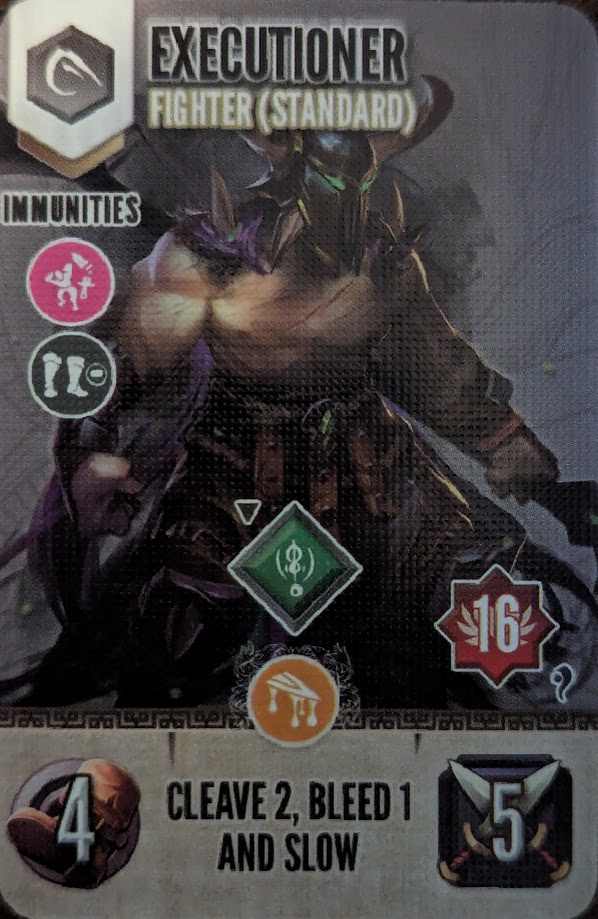 EXECUTIONER
FIGHTER (STANDARD)
IMMUNITIES
16
4
CLEAVE 2, BLEED 1
AND SLOW
5